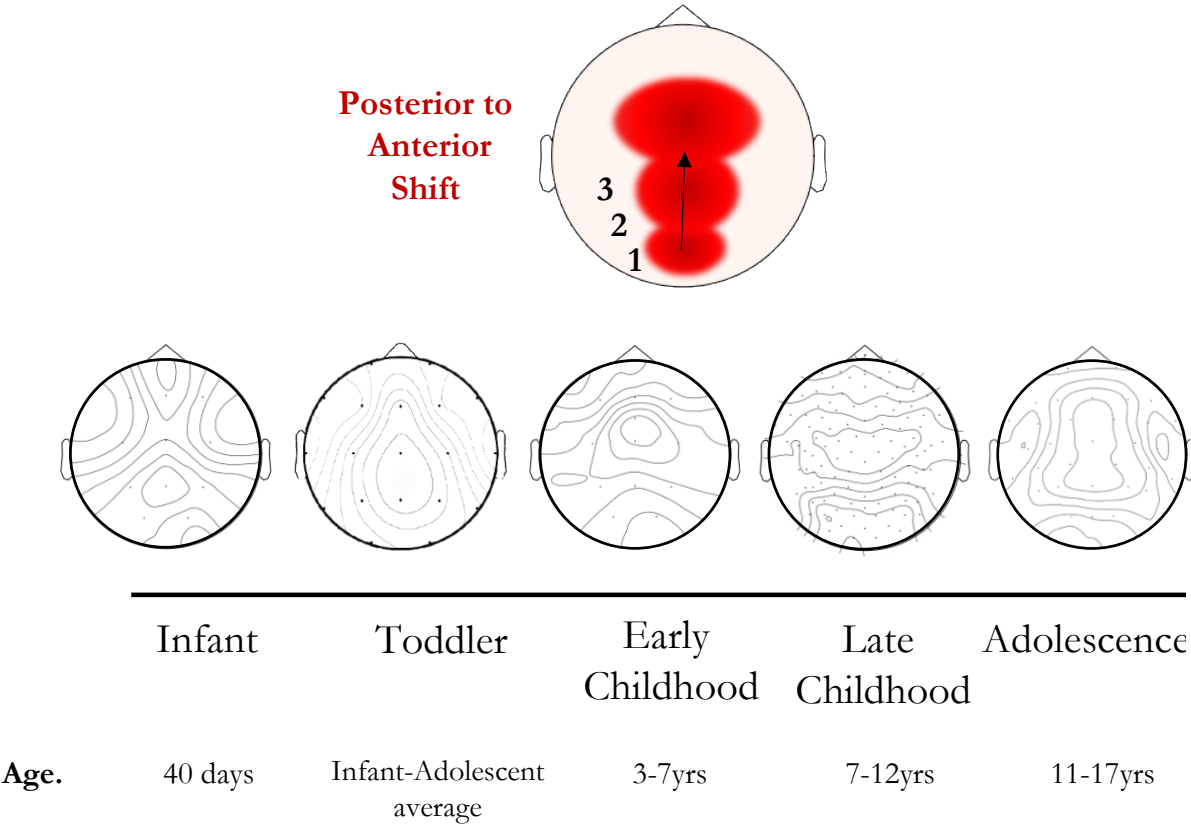 Posterior to
Anterior
Shift
3
2
1
Infant
Toddler
Early
Childhood
Late
Childhood
Adolescence
Age.
40 days
Infant-Adolescent
average
3-7yrs
7-12yrs
11-17yrs